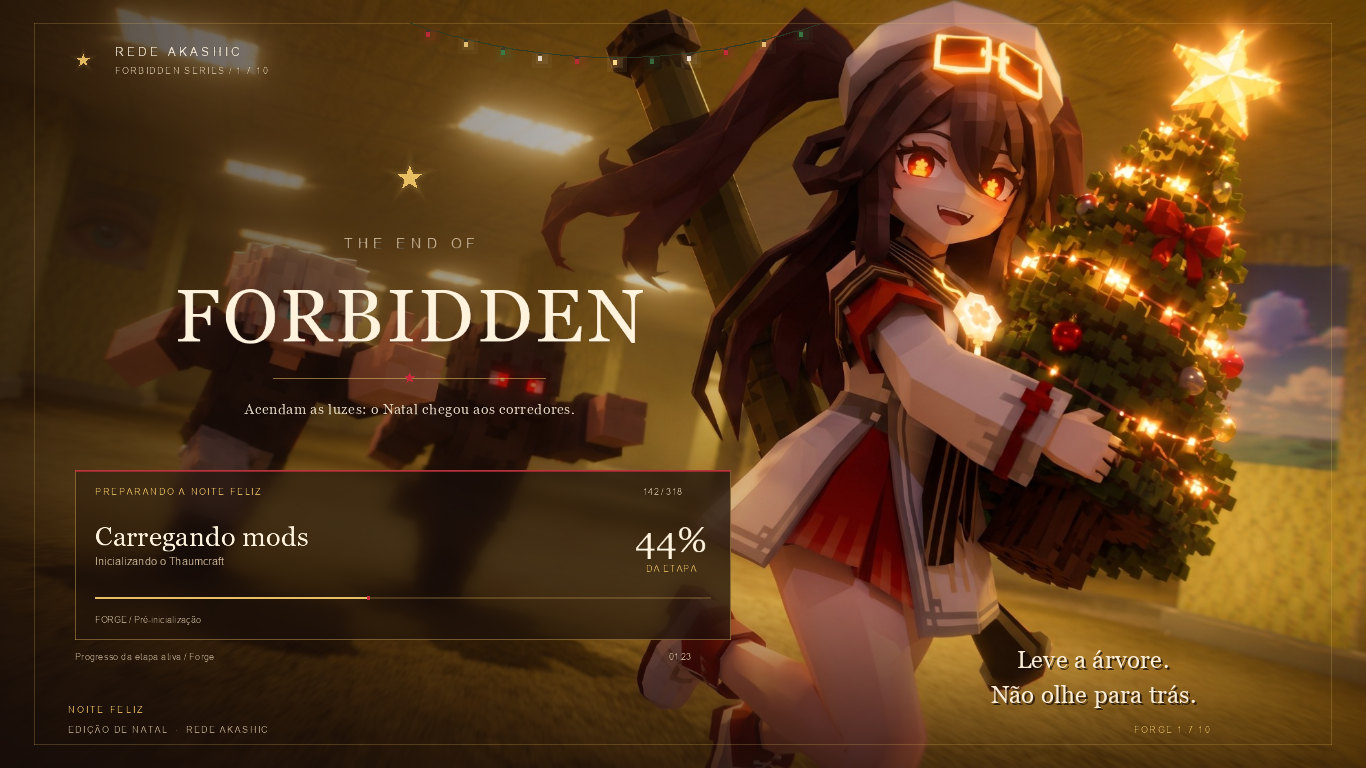 REDE AKASHIC
FORBIDDEN SERIES / 1 7 10
THE END OF
FORBIDDEN
Acendam as luzes: o Natal chegou aos corredores.
PREPARANDO A NOITE FELIZ
142 / 318
Carregando mods
Inicializando o Thaumcraft
44%
DA ETAPA
FORGE / Pré-inicialização
Progresso da etapa ativa / Forge
01:23
Leve a árvore.
Não olhe para trás.
NOITE FELIZ
EDIÇÃO DE NATAL · REDE AKASHIC
FORGE 1 7 10